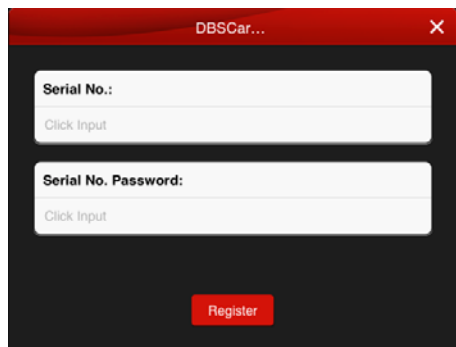 DBSCar...
Serial No.:
Click Input
Serial No. Password:
Click Input
Register